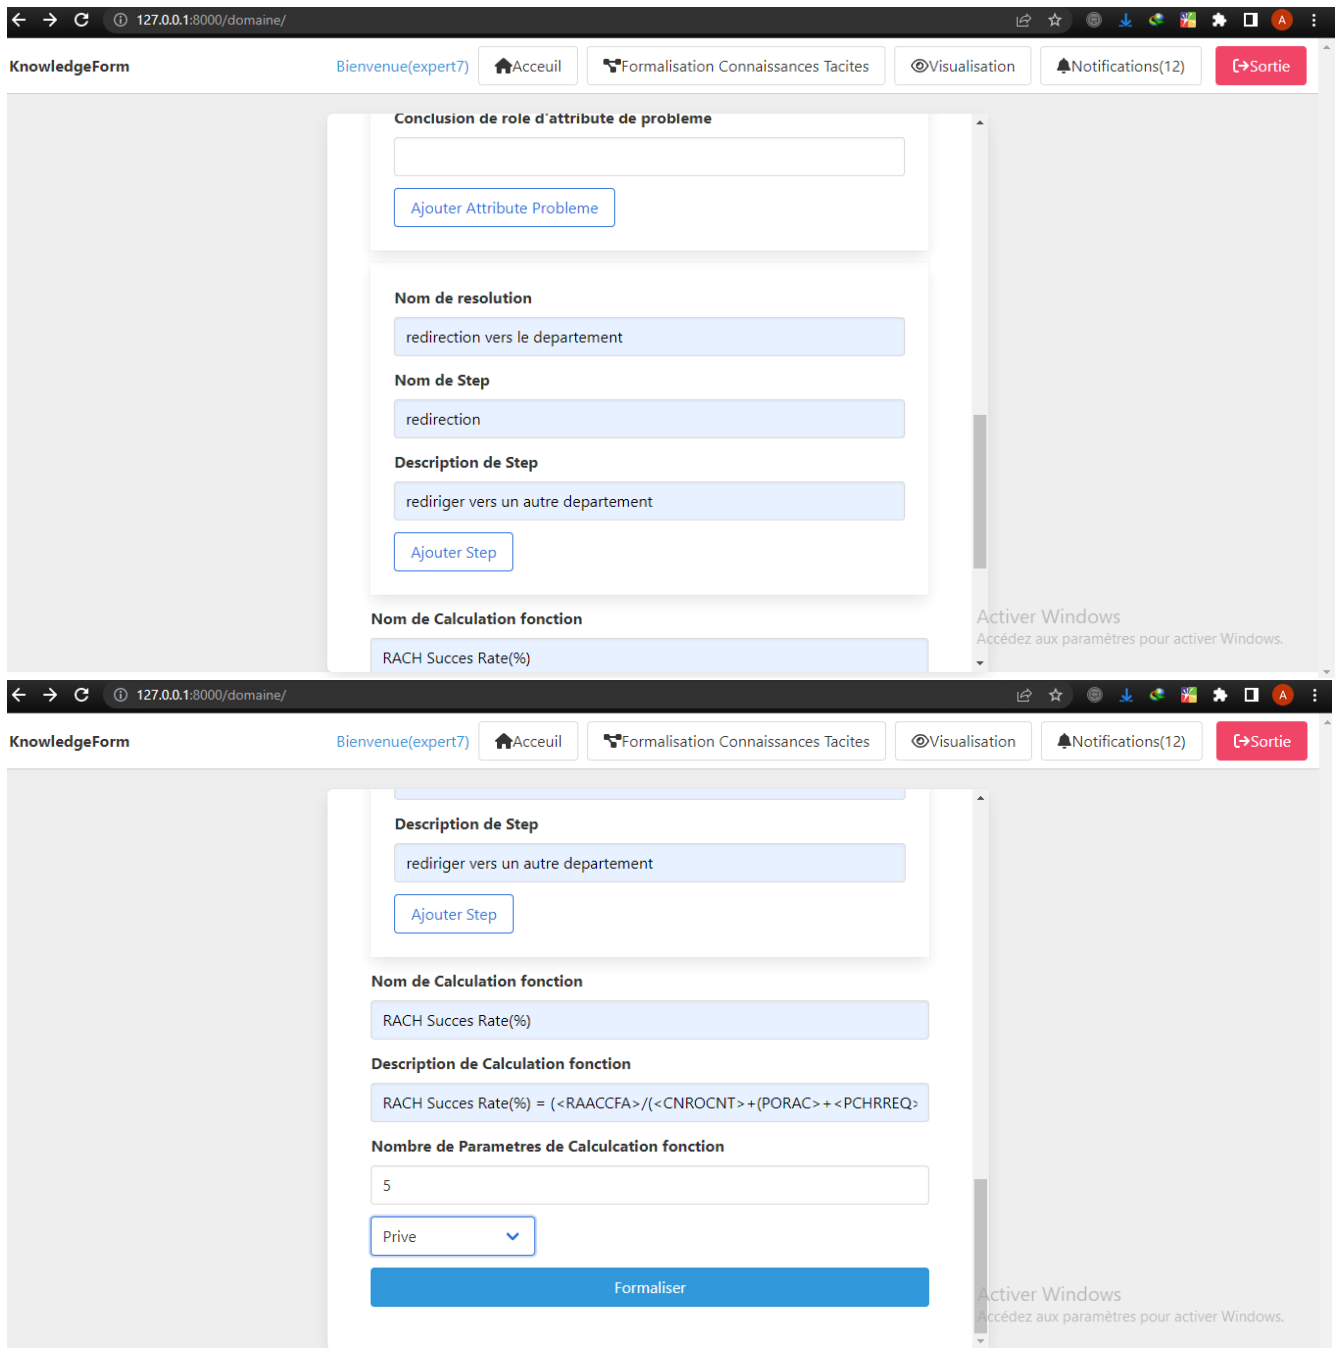 127.0.0.1:8000/domaine/
A
KnowledgeForm
Bienvenue(expert7)
Acceuil
Formalisation Connaissances Tacites
Visualisation
Notifications(12)
Sortie
Conclusion de role d'attribute de probleme
Ajouter Attribute Probleme
Nom de resolution
redirection vers le departement
Nom de Step
redirection
Description de Step
rediriger vers un autre departement
Ajouter Step
Nom de Calculation fonction
RACH Succes Rate(%)
Activer Windows
Accédez aux paramètres pour activer Windows.
127.0.0.1:8000/domaine/
A
KnowledgeForm
Bienvenue(expert7)
Acceuil
Formalisation Connaissances Tacites
Visualisation
Notifications(12)
Sortie
Description de Step
rediriger vers un autre departement
Ajouter Step
Nom de Calculation fonction
RACH Succes Rate(%)
Description de Calculation fonction
RACH Succes Rate(%) = (<RAACCFA>/(<CNROCNT>+(PORAC>+<PCHRREQ>
Nombre de Parametres de Calculcation fonction
5
Prive
Formaliser
Activer Windows
Accédez aux paramètres pour activer Windows.